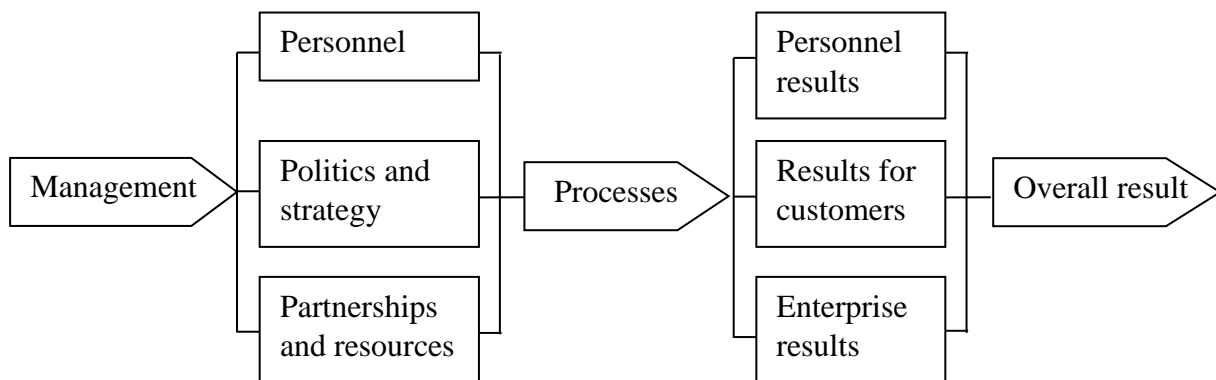 Management
Personnel
Politics and
strategy
Partnerships
and resources
Processes
Personnel
results
Results for
customers
Enterprise
results
Overall result